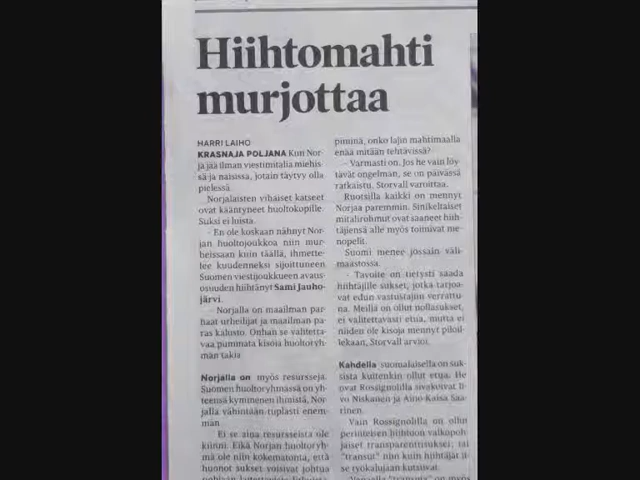 Hiihtomahti
murjottaa
HARRI LAIHO
KRASNAJA POLJANA Kun Nor-
ja jää ilman viestimitalia miehis-
sä ja naisissa, jotain täytyy olla
pielessä.
Norjalaisten vihaiset katseet
ovat kääntyneet huoltokopille.
Suksi ei luista.
– En ole koskaan nähnyt Nor-
jan huoltojoukkoa niin mur-
heissaan kuin täällä, ihmette-
lee kuudenneksi sijoittuneen
Suomen viestijoukkueen avaus-
osuuden hiihtänyt Sami Jauho-
järvi.
– Norjalla on maailman par-
haat urheilijat ja maailman pa-
ras kalusto. Onhan se valitetta-
vaa pummata kisoja huoltoryh-
män takia
Norjalla on myös resursseja.
Suomen huoltoryhmässä on yh-
teensä kymmenen ihmistä, Nor-
jalla vähintään tuplasti enem-
män
Ei se aina resursseista ole
kiinni. Eikä Norjan huoltoryh-
mä ole niin kokematonta, että
huonot sukset voisivat johtua
pminä, onko lajin mahtimaalla
enää mitään tehtävissä?
– Varmasti on. Jos he vain löy-
tävät ongelman, se on päivässä
ratkaistu, Storvall varoittaa.
Ruotsilla kaikki on mennyt
Norjaa paremmin. Sinikeltaiset
mitalirohmut ovat saaneet hiih-
täjiensä alle myös toimivat me-
nopelit.
Suomi menee jossain väli-
maastossa.
– Tavoite on tietysti saada
hiihtäjille sukset, jotka tarjoa-
vat edun vastustajiin verrattu-
na. Meillä on ollut nollasukset,
ei valitettavasti etua, mutta ei
niiden ole kisoja mennyt piloil-
lekaan, Storvall arvioi.
Kahdella suomalaisella on suk-
sista kuitenkin ollut etua. He
ovat Rossignolilla sivakoivat Ii-
vo Niskanen ja Aino-Kaisa Saa-
rinen.
Vain Rossignolilla on ollut
perinteisen hiihtoon valkopoh-
jaiset transparenttisukset, tai
"transut" niin kuin hiihtäjät it-
se työkalujaan kutsuvat.